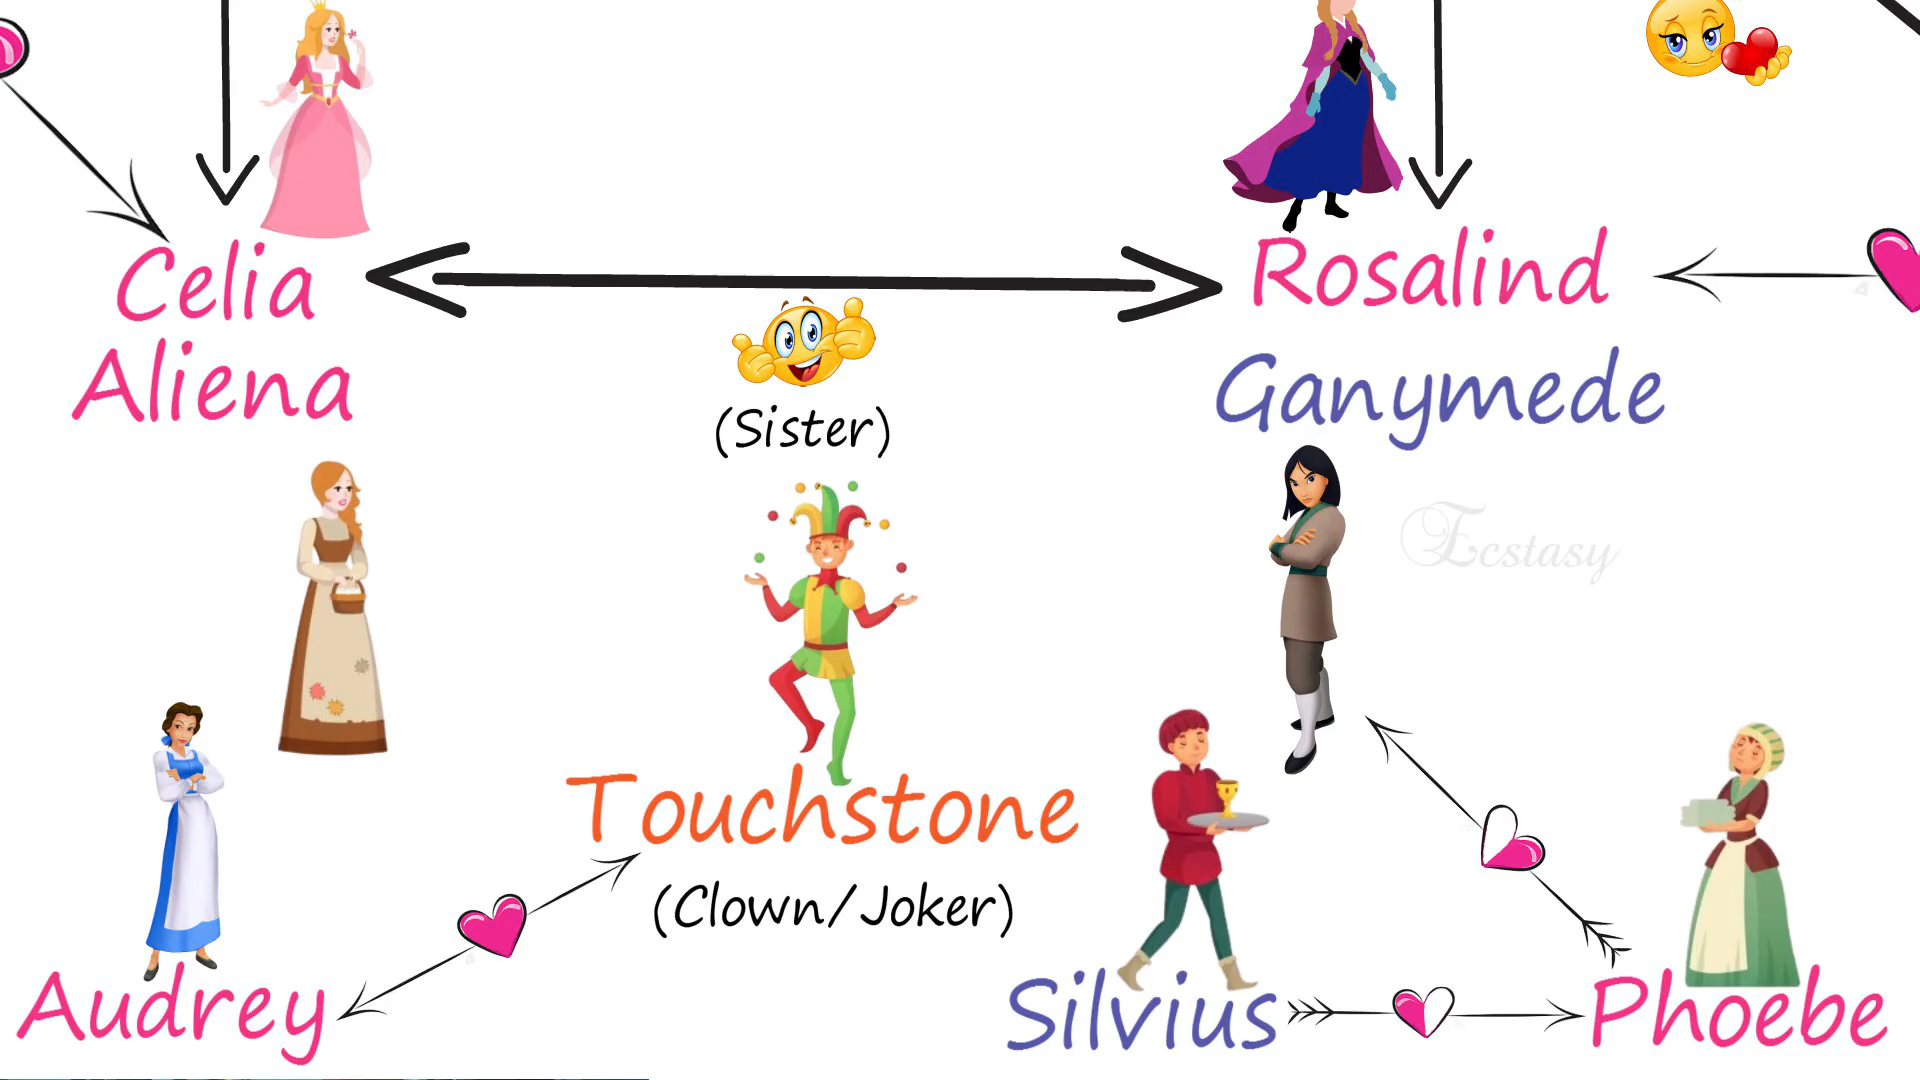 Celia
Aliena
Rosalind
Ganymede
(Sister)
Ecstasy
Touchstone
(Clown/Joker)
Audrey
Silvius
Phoebe